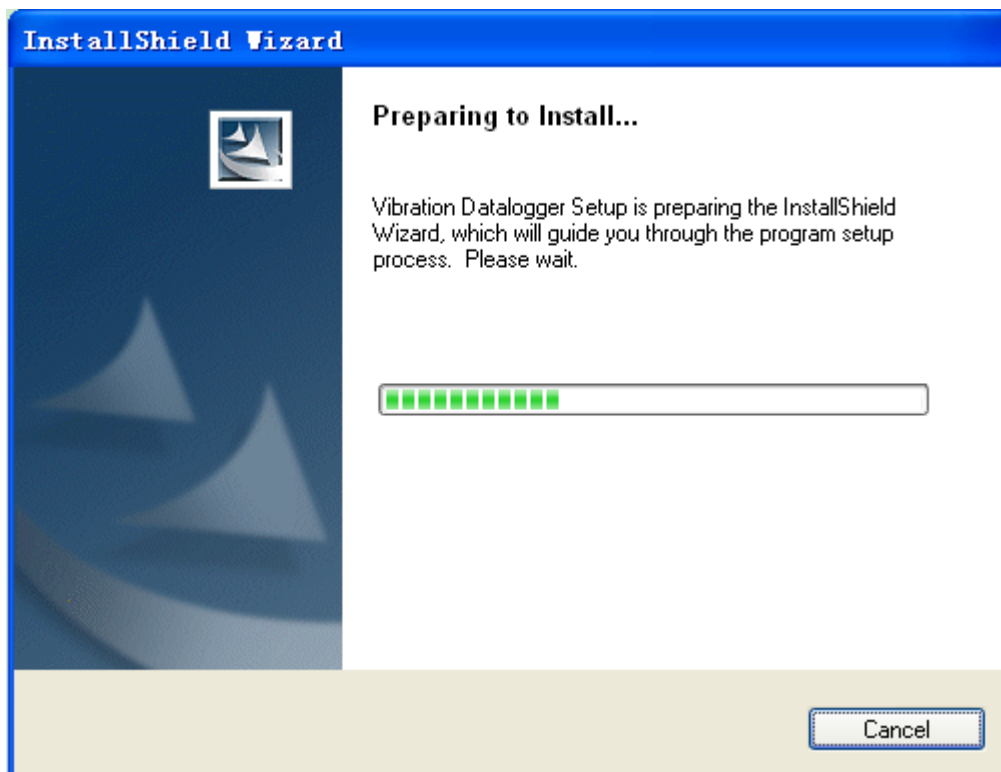 InstallShield Wizard
Preparing to Install...
Vibration Datalogger Setup is preparing the InstallShield
Wizard, which will guide you through the program setup
process.  Please wait.
Cancel